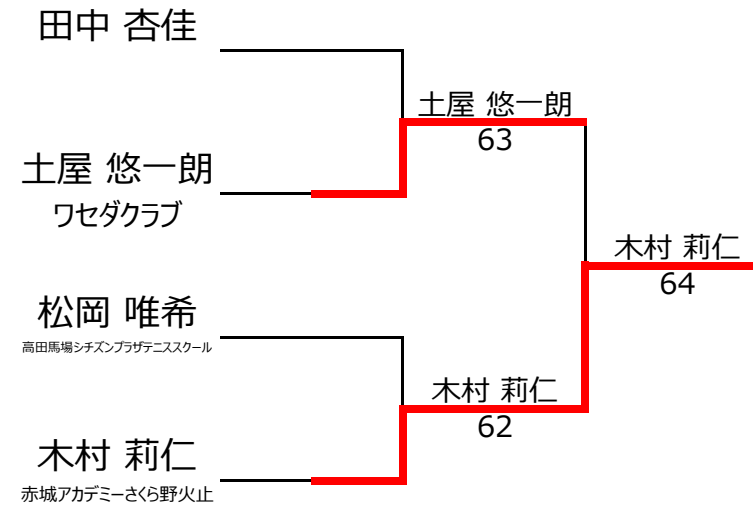 田中 杏佳
土屋 悠一朗
ワセダクラブ
松岡 唯希
高田馬場シチズンプラザテニススクール
木村 莉仁
赤城アカデミーさくら野火止
土屋 悠一朗
63
木村 莉仁
62
木村 莉仁
64